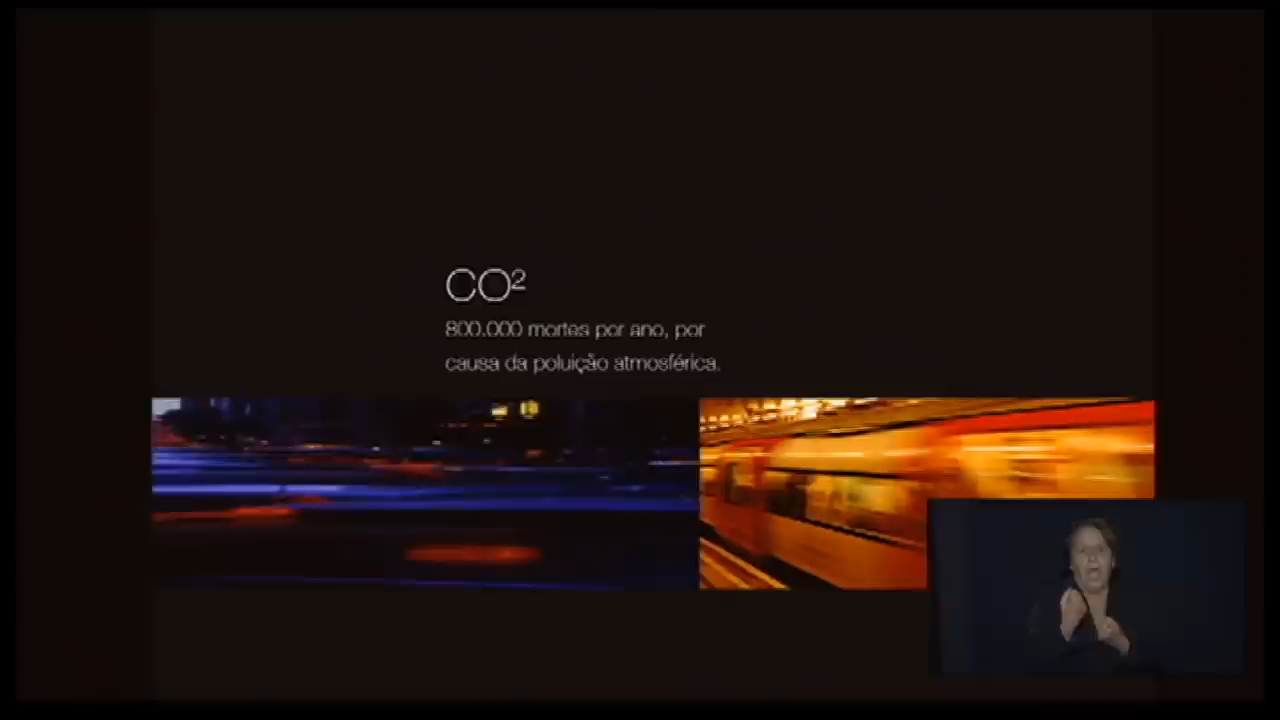 CO²
800.000 mortes por ano, por
causa da poluição atmosférica.